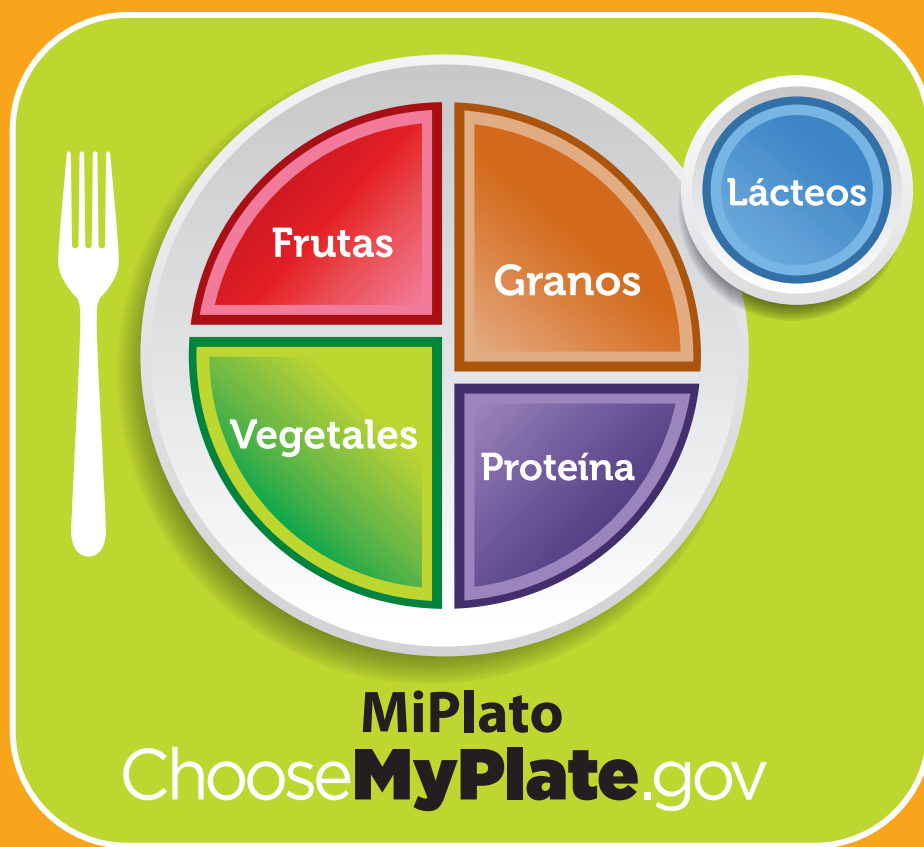 Lácteos
Frutas
Granos
Vegetales
Proteína
MiPlato
ChooseMyPlate.gov